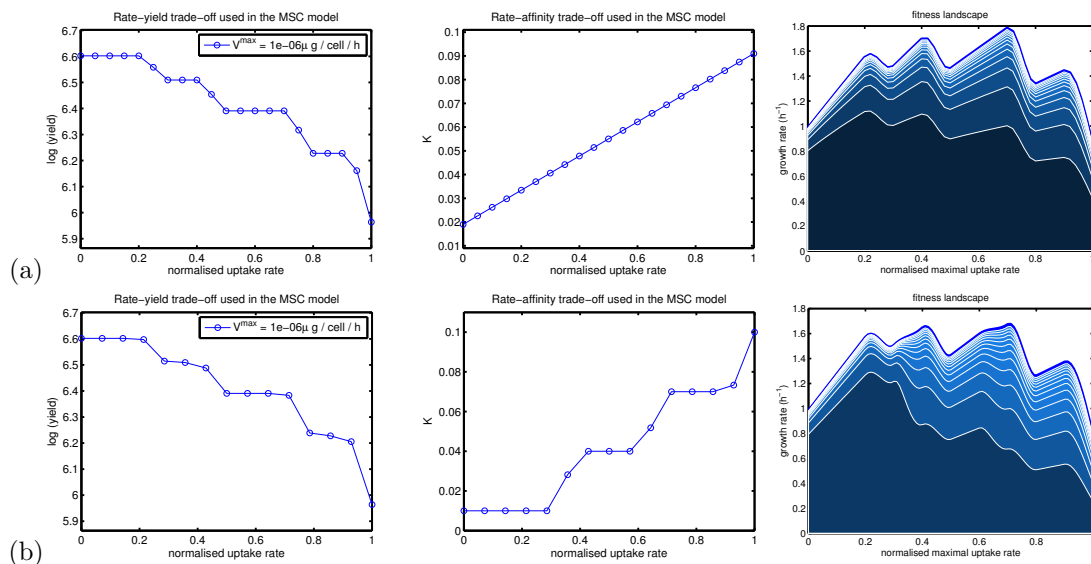 Rate−yield trade−off used in the MSC model
6.7
6.6
6.5
6.4
6.3
6.2
6.1
6
5.9
log (yield)
V^max = 1e−06μ g / cell / h
0 0.2 0.4 0.6 0.8 1
normalised uptake rate
Rate−affinity trade−off used in the MSC model
0.1
0.09
0.08
0.07
0.06
0.05
0.04
0.03
0.02
0.01
K
0 0.2 0.4 0.6 0.8 1
normalised uptake rate
fitness landscape
1.8
1.6
1.4
1.2
1
0.8
0.6
0.4
0.2
0
growth rate (h⁻¹)
0 0.2 0.4 0.6 0.8 1
normalised maximal uptake rate
(a)
Rate−yield trade−off used in the MSC model
6.7
6.6
6.5
6.4
6.3
6.2
6.1
6
5.9
log (yield)
V^max = 1e−06μ g / cell / h
0 0.2 0.4 0.6 0.8 1
normalised uptake rate
Rate−affinity trade−off used in the MSC model
0.1
0.08
0.06
0.04
0.02
0
K
0 0.2 0.4 0.6 0.8 1
normalised uptake rate
fitness landscape
1.8
1.6
1.4
1.2
1
0.8
0.6
0.4
0.2
0
growth rate (h⁻¹)
0 0.2 0.4 0.6 0.8 1
normalised maximal uptake rate
(b)